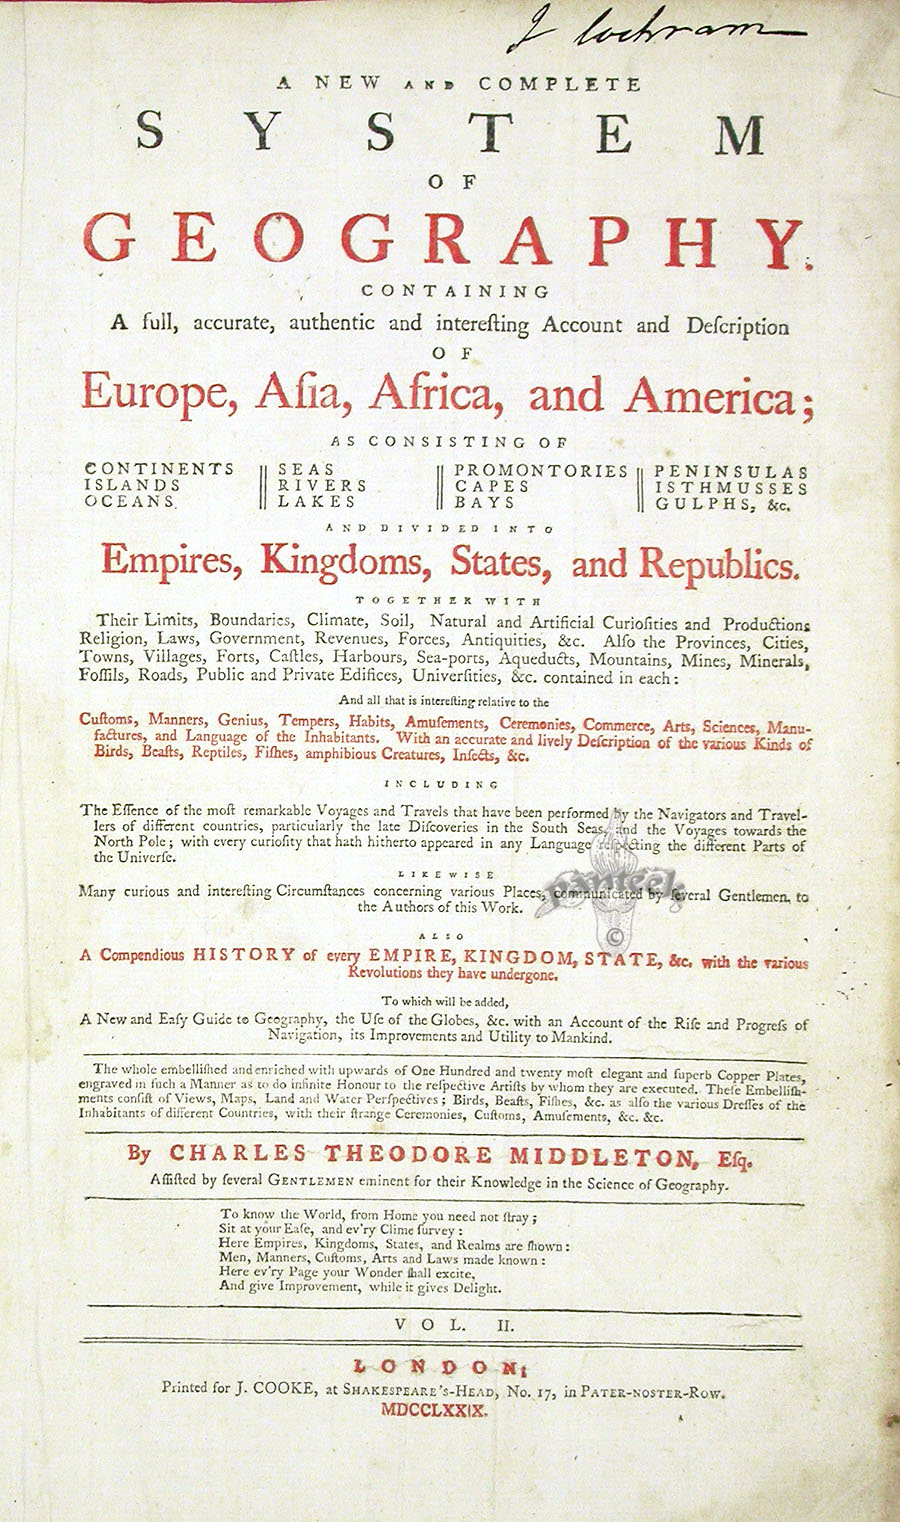 J Cochram
A NEW AND COMPLETE
SYSTEM
OF
GEOGRAPHY.
CONTAINING
A full, accurate, authentic and intereſting Account and Deſcription
OF
Europe, Aſia, Africa, and America;
AS CONSISTING OF
CONTINENTS || SEAS || PROMONTORIES || PENINSULAS
ISLANDS || RIVERS || CAPES || ISTHMUSSES
OCEANS || LAKES || BAYS || GULPHS, &c.
AND DIVIDED INTO
Empires, Kingdoms, States, and Republics.
TOGETHER WITH
Their Limits, Boundaries, Climate, Soil, Natural and Artificial Curioſities and Productions
Religion, Laws, Government, Revenues, Forces, Antiquities, &c. Alſo the Provinces, Cities,
Towns, Villages, Forts, Caſtles, Harbours, Sea-ports, Aqueducts, Mountains, Mines, Minerals,
Foſſils, Roads, Public and Private Edifices, Univerſities, &c. contained in each:
And all that is intereſting relative to the
Cuſtoms, Manners, Genius, Tempers, Habits, Amuſements, Ceremonies, Commerce, Arts, Sciences, Manu-
factures, and Language of the Inhabitants. With an accurate and lively Deſcription of the various Kinds of
Birds, Beaſts, Reptiles, Fiſhes, amphibious Creatures, Inſects, &c.
INCLUDING
The Eſſence of the moſt remarkable Voyages and Travels that have been performed by the Navigators and Travel-
lers of different countries, particularly the late Diſcoveries in the South Seas, and the Voyages towards the
North Pole; with every curioſity that hath hitherto appeared in any Language reſpecting the different Parts of
the Univerſe.
LIKEWISE
Many curious and intereſting Circumſtances concerning various Places, communicated by ſeveral Gentlemen to
the Authors of this Work.
ALSO
A Compendious HISTORY of every EMPIRE, KINGDOM, STATE, &c. with the various
Revolutions they have undergone.
To which will be added,
A New and Eaſy Guide to Geography, the Uſe of the Globes, &c. with an Account of the Riſe and Progreſs of
Navigation, its Improvements and Utility to Mankind.
The whole embelliſhed and enriched with upwards of One Hundred and twenty moſt elegant and ſuperb Copper Plates,
engraved in ſuch a Manner as to do infinite Honour to the reſpective Artiſts by whom they are executed. Theſe Embelliſh-
ments conſiſt of Views, Maps, Land and Water Perſpectives; Birds, Beaſts, Fiſhes, &c. as alſo the various Dreſſes of the
Inhabitants of different Countries, with their ſtrange Ceremonies, Cuſtoms, Amuſements, &c. &c.
By CHARLES THEODORE MIDDLETON, Eſq.
Aſſiſted by ſeveral GENTLEMEN eminent for their Knowledge in the Science of Geography.
To know the World, from Home you need not ſtray;
Sit at your Eaſe, and ev'ry Clime ſurvey:
Here Empires, Kingdoms, States, and Realms are ſhown:
Men, Manners, Cuſtoms, Arts and Laws made known:
Here ev'ry Page your Wonder ſhall excite,
And give Improvement, while it gives Delight.
VOL. II.
LONDON;
Printed for J. COOKE, at SHAKESPEARE'S-HEAD, No. 17, in PATER-NOSTER-ROW.
MDCCLXXIX.